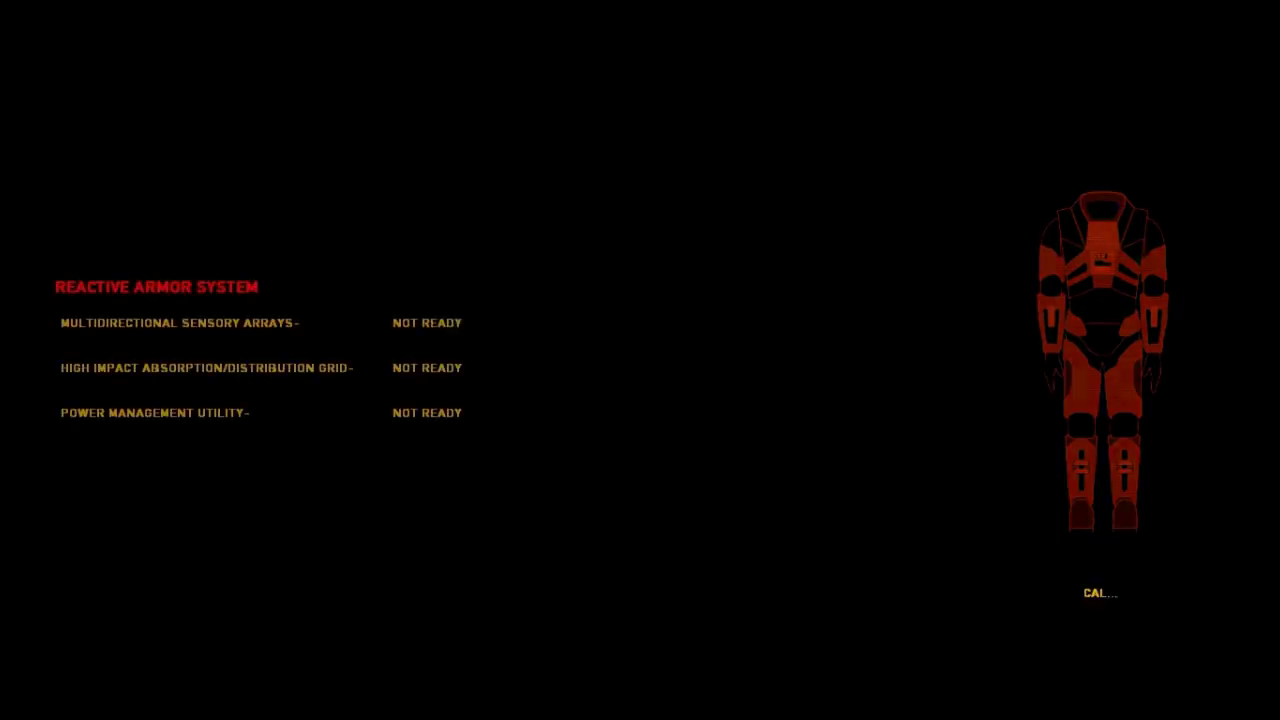 REACTIVE ARMOR SYSTEM
MULTIDIRECTIONAL SENSORY ARRAYS- NOT READY
HIGH IMPACT ABSORPTION/DISTRIBUTION GRID- NOT READY
POWER MANAGEMENT UTILITY- NOT READY
CAL...